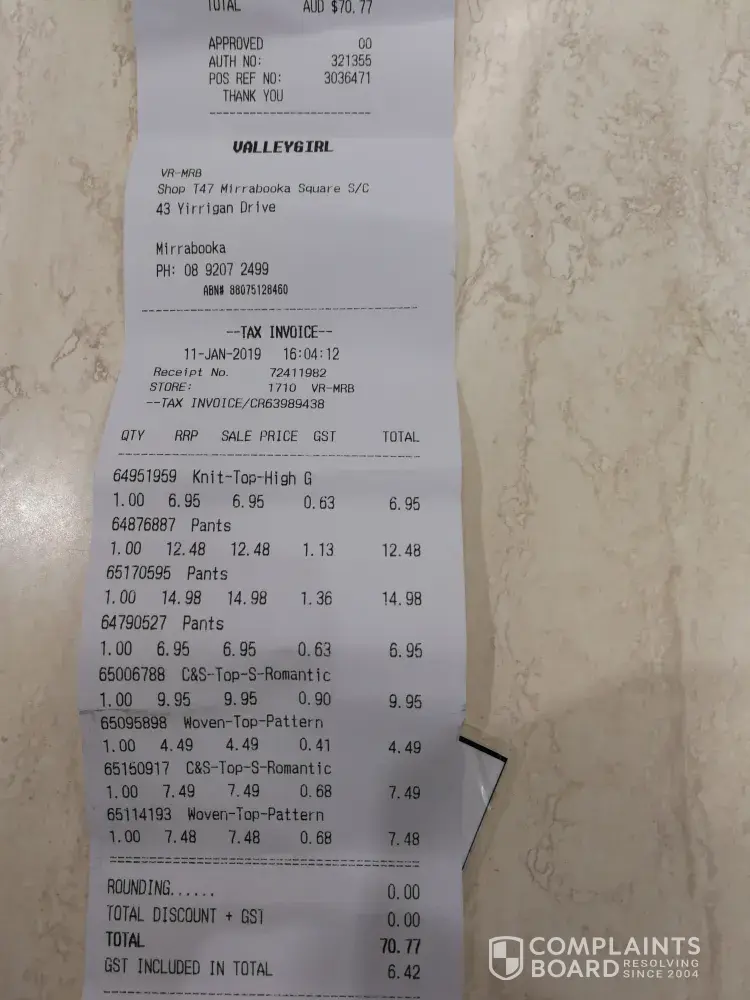 TOTAL AUD $70.77
APPROVED 00
AUTH NO: 321355
POS REF NO: 3036471
THANK YOU
VALLEYGIRL
VR-MRB
Shop T47 Mirrabooka Square S/C
43 Yirrigan Drive
Mirrabooka
PH: 08 9207 2499
ABN# 88075128460
--TAX INVOICE--
11-JAN-2019 16:04:12
Receipt No. 72411982
STORE: 1710 VR-MRB
--TAX INVOICE/CR63989438
QTY RRP SALE PRICE GST TOTAL
64951959 Knit-Top-High G
1.00 6.95 6.95 0.63 6.95
64876887 Pants
1.00 12.48 12.48 1.13 12.48
65170595 Pants
1.00 14.98 14.98 1.36 14.98
64790527 Pants
1.00 6.95 6.95 0.63 6.95
65006788 C&S-Top-S-Romantic
1.00 9.95 9.95 0.90 9.95
65095898 Woven-Top-Pattern
1.00 4.49 4.49 0.41 4.49
65150917 C&S-Top-S-Romantic
1.00 7.49 7.49 0.68 7.49
65114193 Woven-Top-Pattern
1.00 7.48 7.48 0.68 7.48
ROUNDING...... 0.00
TOTAL DISCOUNT + GST 0.00
TOTAL 70.77
GST INCLUDED IN TOTAL 6.42
COMPLAINTS
BOARD RESOLVING SINCE 2004